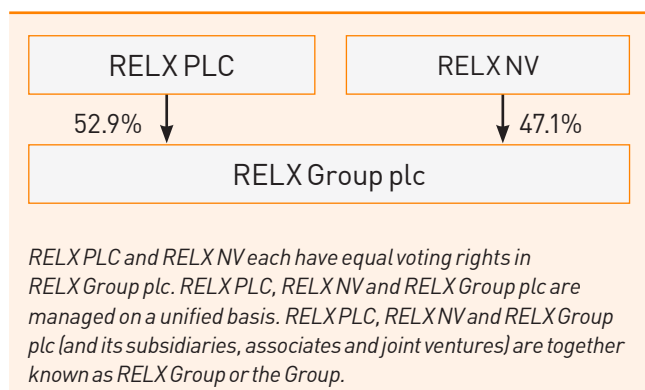 RELX PLC
RELX NV
52.9%
47.1%
RELX Group plc
RELX PLC and RELX NV each have equal voting rights in
RELX Group plc. RELX PLC, RELX NV and RELX Group plc are
managed on a unified basis. RELX PLC, RELX NV and RELX Group
plc (and its subsidiaries, associates and joint ventures) are together
known as RELX Group or the Group.